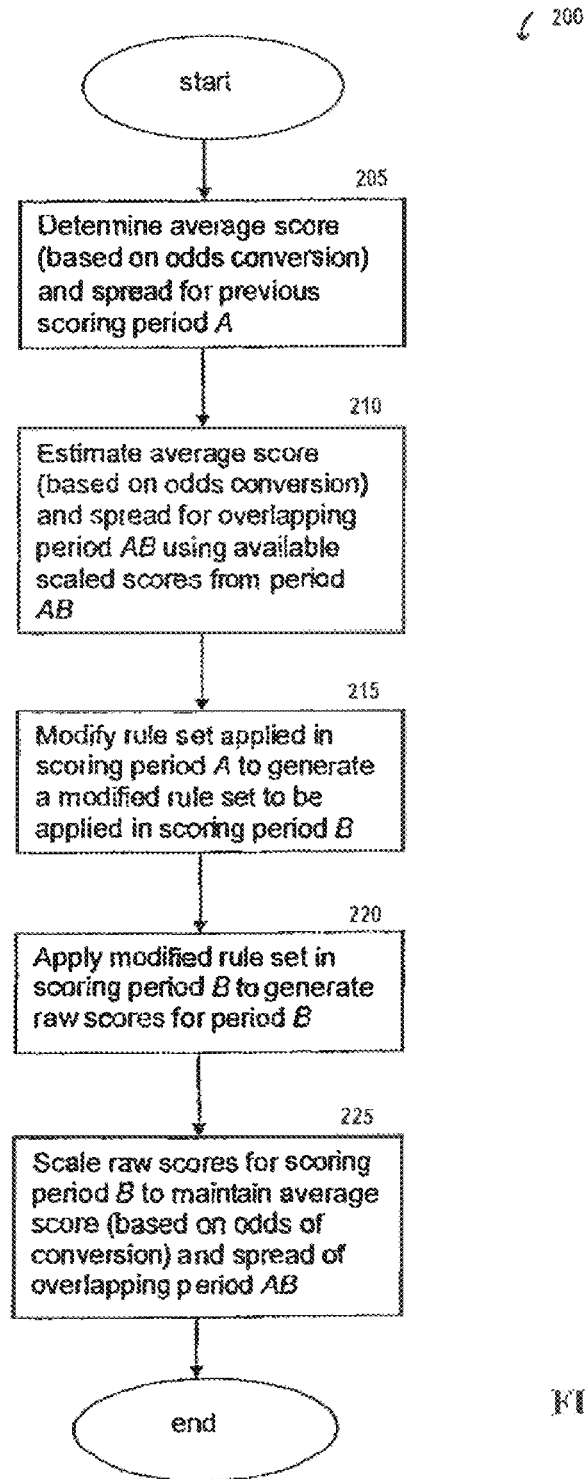 200
start
205
Determine average score
(based on odds conversion)
and spread for previous
scoring period A
210
Estimate average score
(based on odds conversion)
and spread for overlapping
period AB using available
scaled scores from period
AB
215
Modify rule set applied in
scoring period A to generate
a modified rule set to be
applied in scoring period B
220
Apply modified rule set in
scoring period B to generate
raw scores for period B
225
Scale raw scores for scoring
period B to maintain average
score (based on odds of
conversion) and spread of
overlapping period AB
end